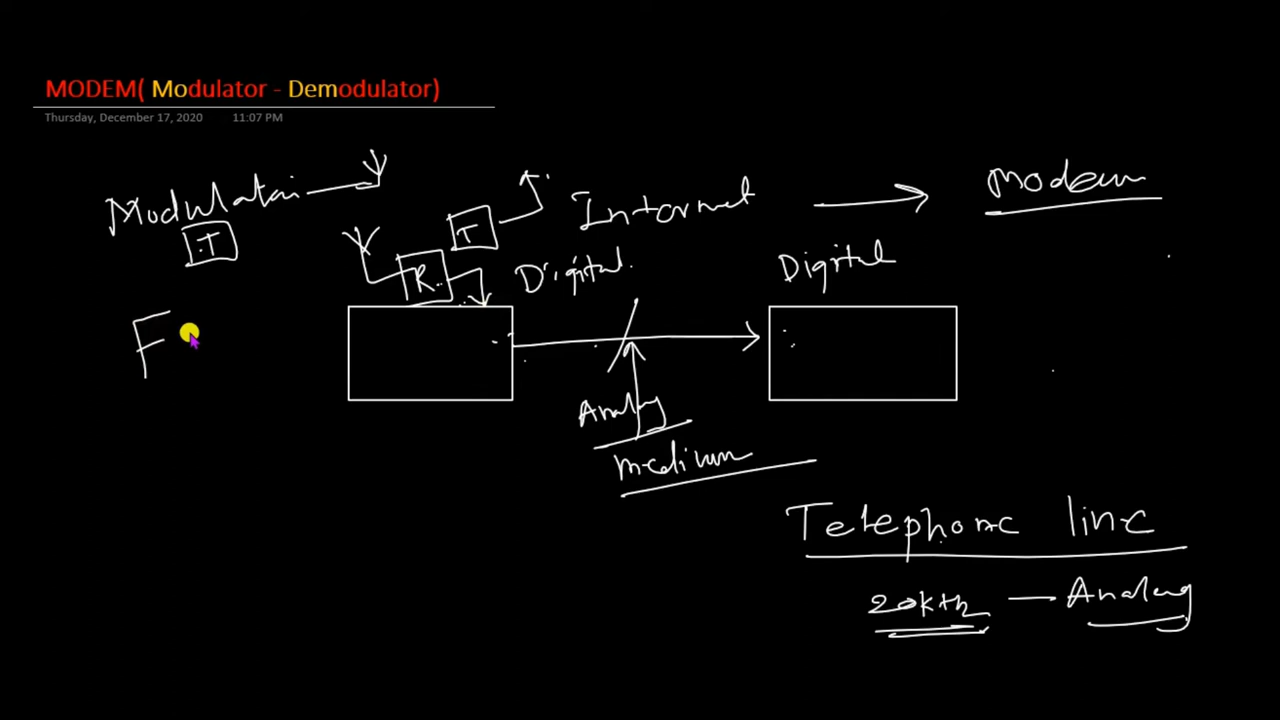 MODEM( Modulator - Demodulator)
Thursday, December 17, 2020 11:07 PM
Modulator
T
T
Internet
Modem
R
Digital
Digital
F
Analog
medium
Telephone line
20kHz — Analog